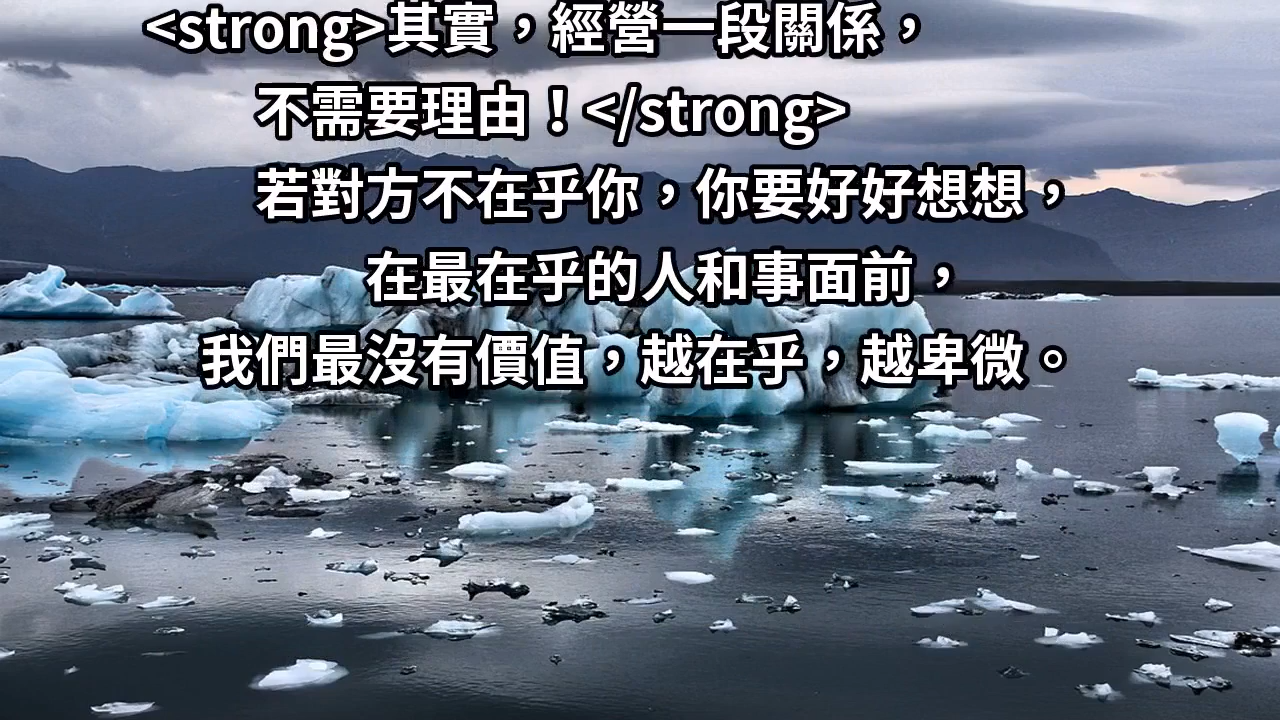 <strong>其實，經營一段關係，
不需要理由！</strong>
若對方不在乎你，你要好好想想，
在最在乎的人和事面前，
我們最沒有價值，越在乎，越卑微。